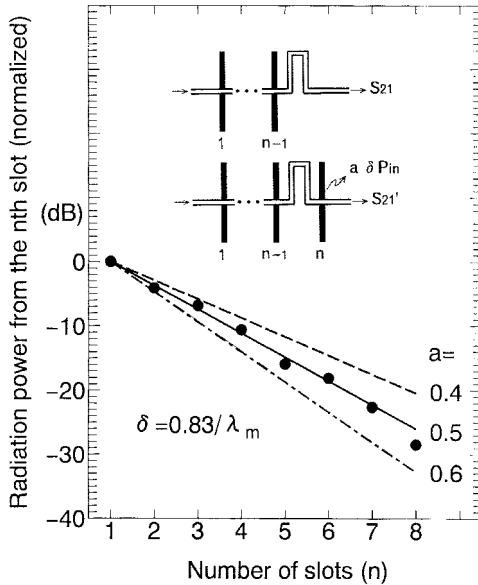 Radiation power from the nth slot (normalized)
(dB)
0
-10
-20
-30
-40
→ S21
1
n-1
a δ Pin
→ S21'
1
n-1
n
a=
0.4
0.5
0.6
δ = 0.83/λm
1 2 3 4 5 6 7 8
Number of slots (n)